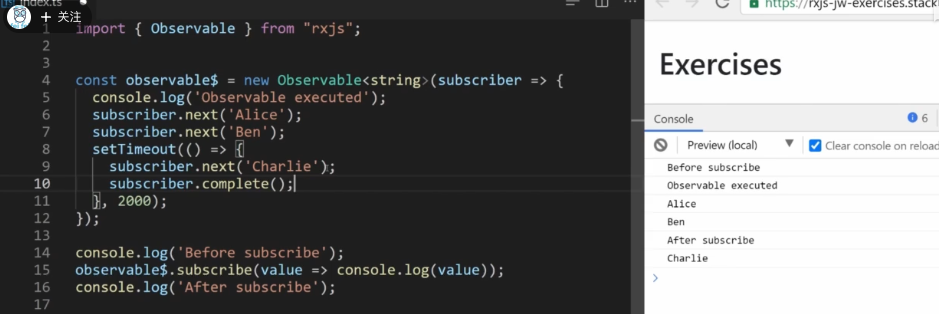 index.ts
+ 关注
https://rxjs-jw-exercises.stack
1 import { Observable } from "rxjs";
2
3
4 const observable$ = new Observable<string>(subscriber => {
5 console.log('Observable executed');
6 subscriber.next('Alice');
7 subscriber.next('Ben');
8 setTimeout(() => {
9 subscriber.next('Charlie');
10 subscriber.complete();
11 }, 2000);
12 });
13
14 console.log('Before subscribe');
15 observable$.subscribe(value => console.log(value));
16 console.log('After subscribe');
17
Exercises
Console
6
Preview (local)
Clear console on reload
Before subscribe
Observable executed
Alice
Ben
After subscribe
Charlie